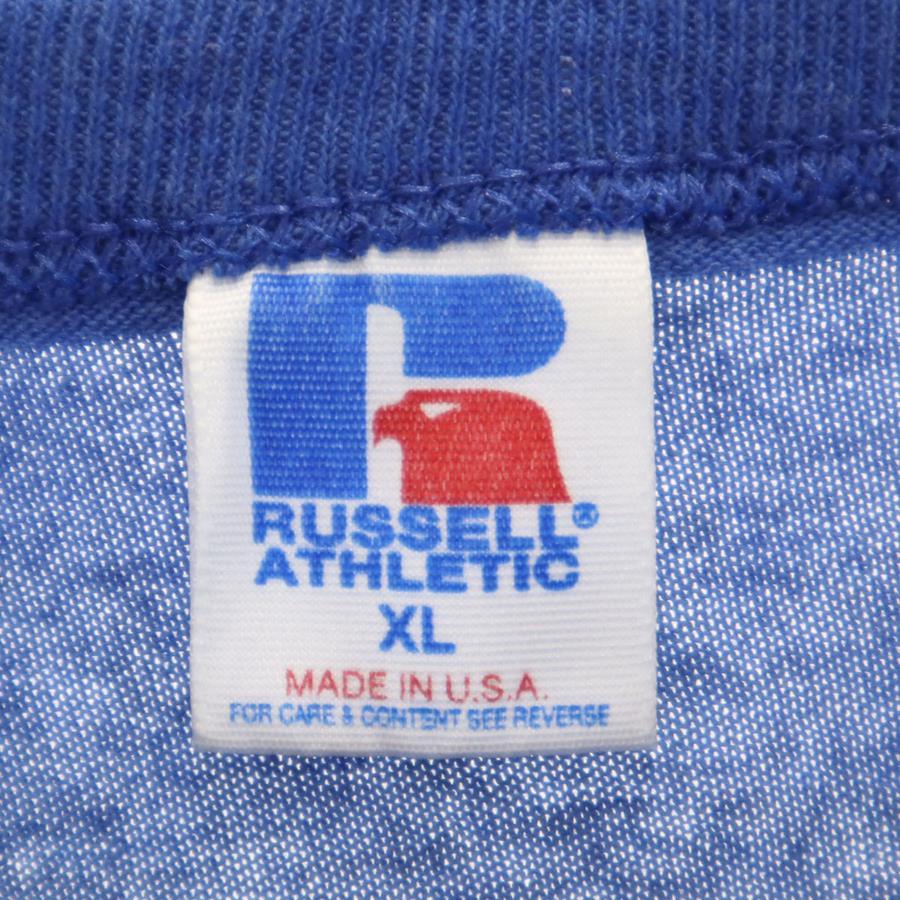 RUSSELL®
ATHLETIC
XL
MADE IN U.S.A.
FOR CARE & CONTENT SEE REVERSE